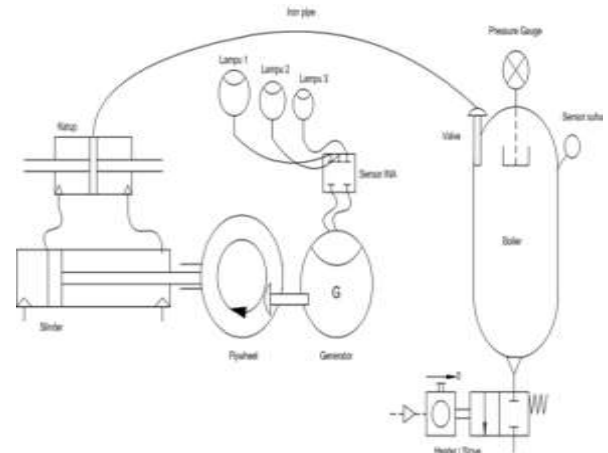 Iron pipe
Pressure Gauge
Lampu 1
Lampu 2
Lampu 3
Katup
Valve
Sensor suhu
Sensor INA
Boiler
G
Silinder
Flywheel
Generator